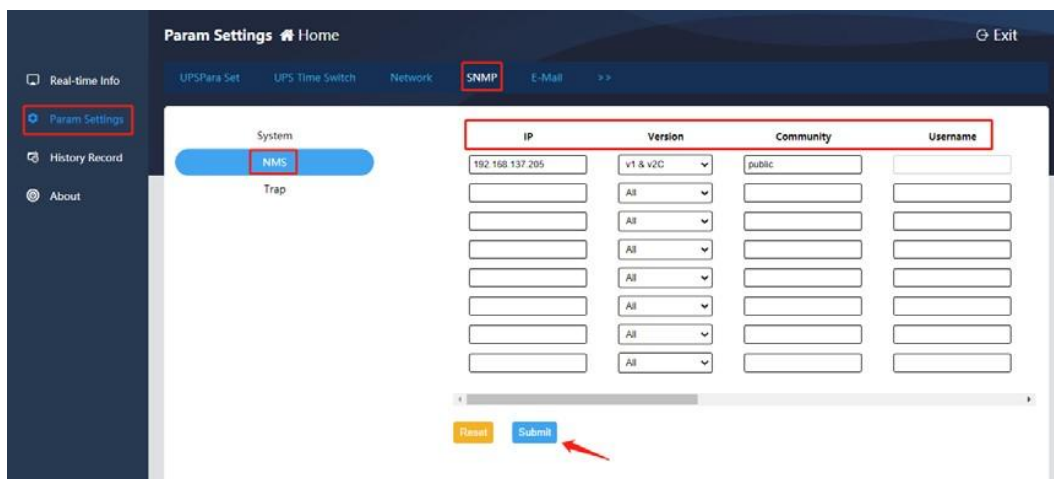 Param Settings Home Exit
Real-time Info
Param Settings
History Record
About
UPSPara Set UPS Time Switch Network SNMP E-Mail >>
System
NMS
Trap
IP Version Community Username
192.168.137.205 v1 & v2C public
All
All
All
All
All
All
All
Reset Submit